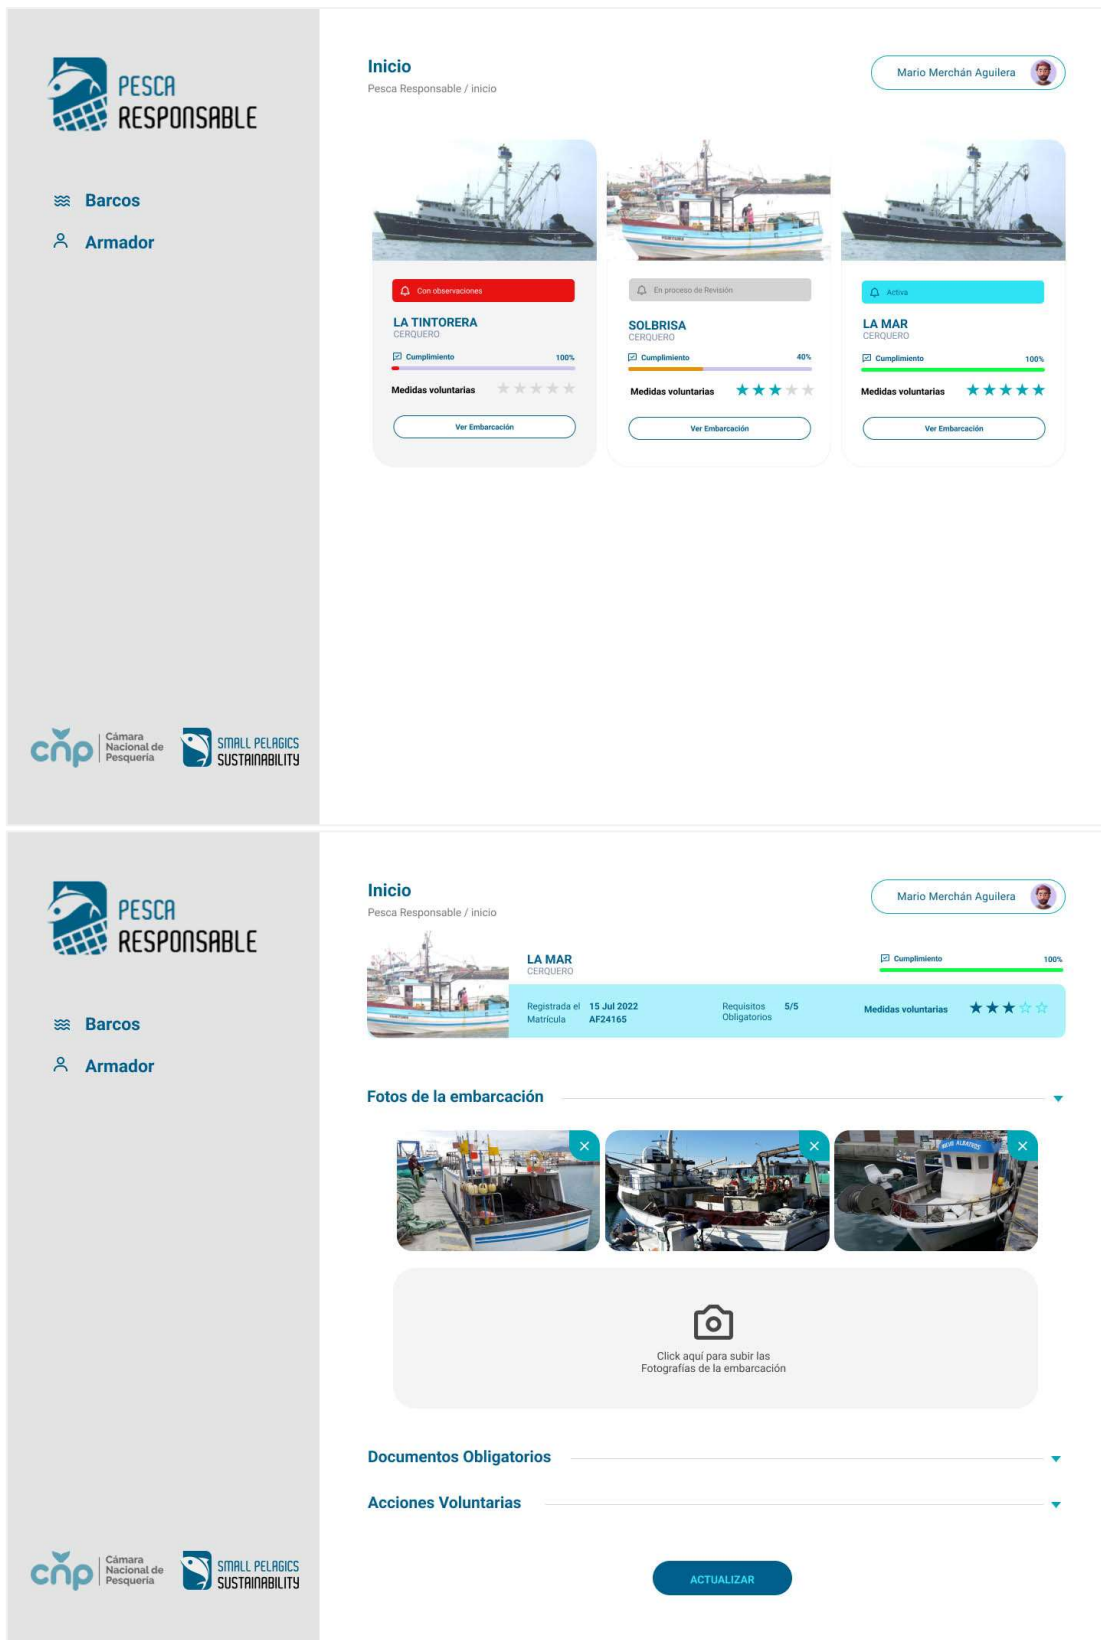 PESCA
RESPONSABLE
Barcos
Armador
Cámara
cñp Nacional de
Pesquería
SMALL PELAGICS
SUSTAINABILITY
Inicio
Pesca Responsable / inicio
Mario Merchán Aguilera
Con observaciones
LA TINTORERA
CERQUERO
Cumplimiento 100%
Medidas voluntarias
Ver Embarcación
En proceso de Revisión
SOLBRISA
CERQUERO
Cumplimiento 40%
Medidas voluntarias
Ver Embarcación
Activa
LA MAR
CERQUERO
Cumplimiento 100%
Medidas voluntarias
Ver Embarcación
PESCA
RESPONSABLE
Barcos
Armador
Cámara
cñp Nacional de
Pesquería
SMALL PELAGICS
SUSTAINABILITY
Inicio
Pesca Responsable / inicio
Mario Merchán Aguilera
LA MAR
CERQUERO
Cumplimiento 100%
Registrada el 15 Jul 2022
Matrícula AF24165
Requisitos 5/5
Obligatorios
Medidas voluntarias
Fotos de la embarcación
Click aquí para subir las
Fotografías de la embarcación
Documentos Obligatorios
Acciones Voluntarias
ACTUALIZAR